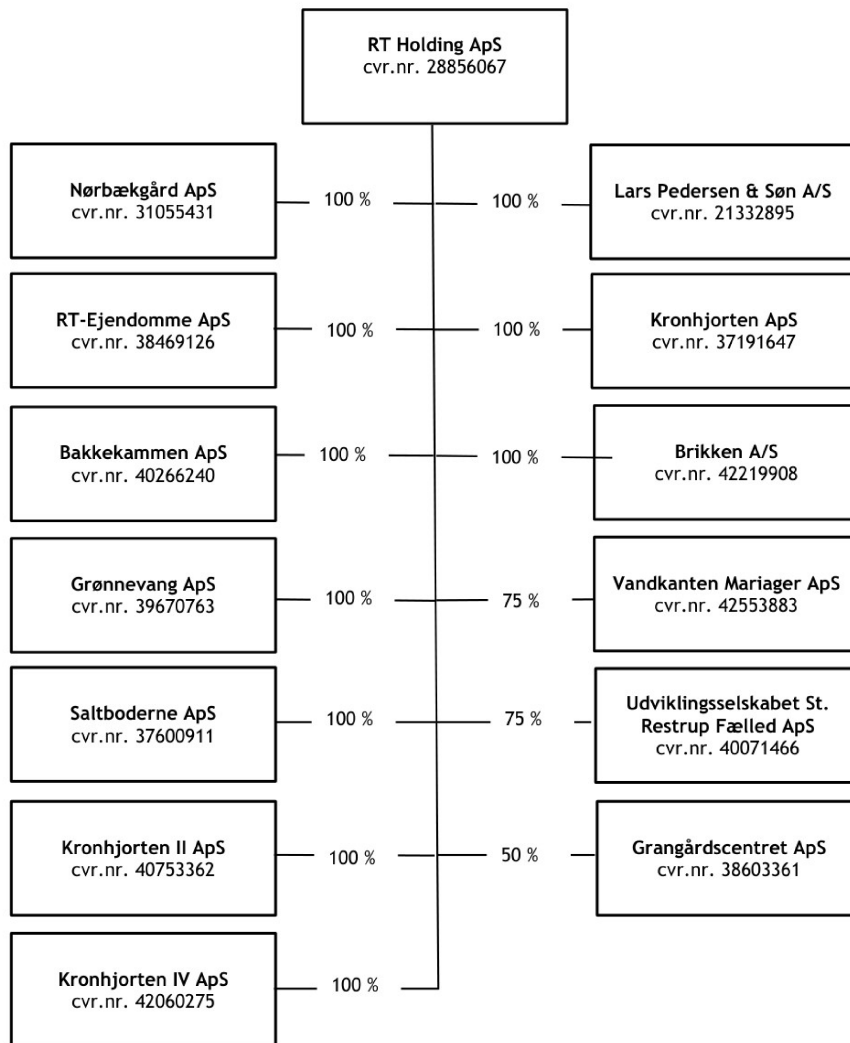 RT Holding ApS
cvr.nr. 28856067
Nørbækgård ApS
cvr.nr. 31055431
100 %
100 %
Lars Pedersen & Søn A/S
cvr.nr. 21332895
RT-Ejendomme ApS
cvr.nr. 38469126
100 %
100 %
Kronhjorten ApS
cvr.nr. 37191647
Bakkekammen ApS
cvr.nr. 40266240
100 %
100 %
Brikken A/S
cvr.nr. 42219908
Grønnevang ApS
cvr.nr. 39670763
100 %
75 %
Vandkanten Mariager ApS
cvr.nr. 42553883
Saltboderne ApS
cvr.nr. 37600911
100 %
75 %
Udviklingsselskabet St.
Restrup Fælled ApS
cvr.nr. 40071466
Kronhjorten II ApS
cvr.nr. 40753362
100 %
50 %
Grangårdscentret ApS
cvr.nr. 38603361
Kronhjorten IV ApS
cvr.nr. 42060275
100 %